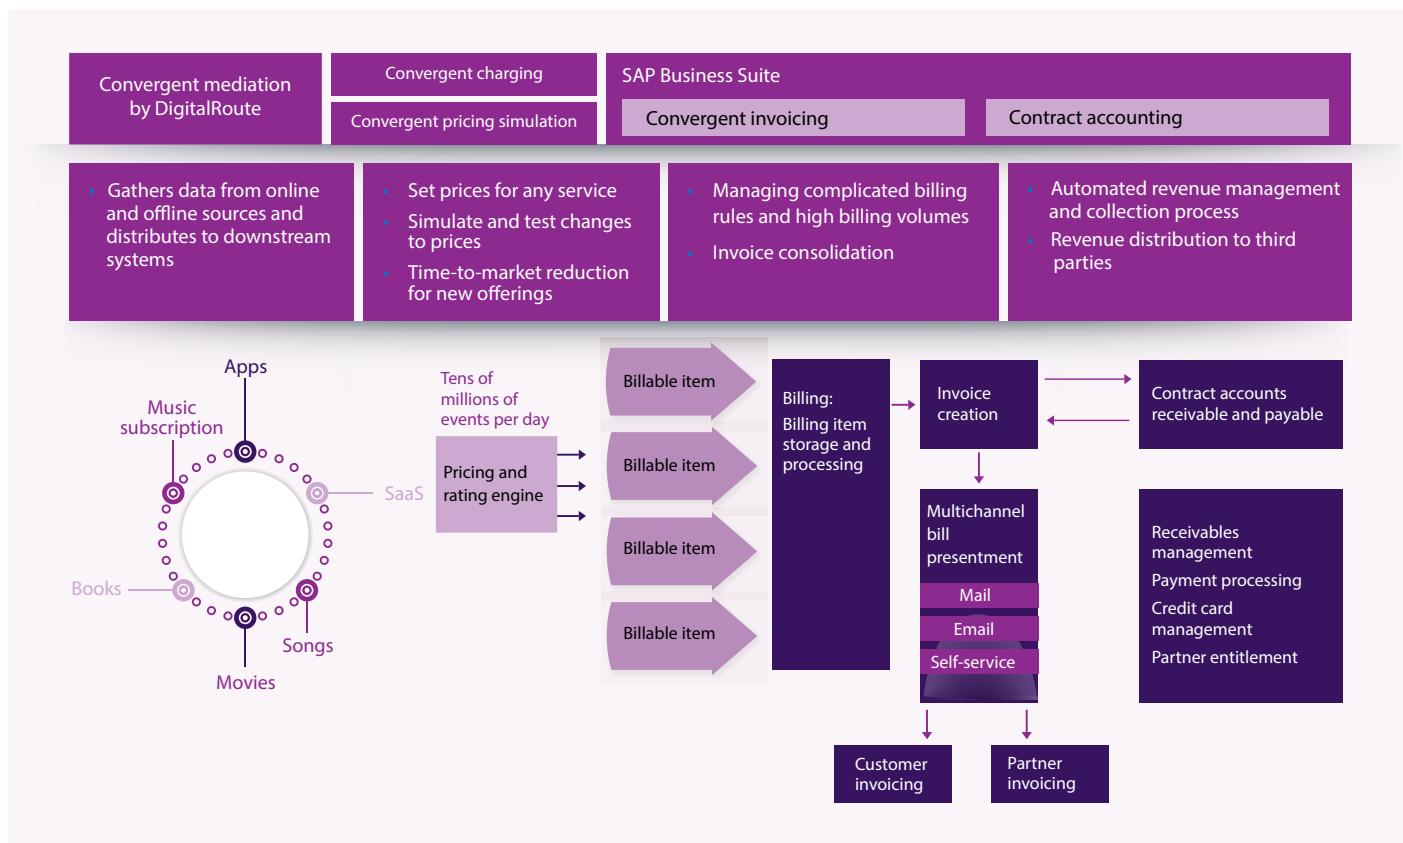 Convergent mediation
by DigitalRoute
Convergent charging
Convergent pricing simulation
SAP Business Suite
Convergent invoicing
Contract accounting
• Gathers data from online
and offline sources and
distributes to downstream
systems
• Set prices for any service
• Simulate and test changes
to prices
• Time-to-market reduction
for new offerings
• Managing complicated billing
rules and high billing volumes
• Invoice consolidation
• Automated revenue management
and collection process
• Revenue distribution to third
parties
Apps
Music
subscription
SaaS
Books
Songs
Movies
Tens of
millions of
events per day
Pricing and
rating engine
Billable item
Billable item
Billable item
Billable item
Billing:
Billing item
storage and
processing
Invoice
creation
Contract accounts
receivable and payable
Multichannel
bill
presentment
Mail
Email
Self-service
Receivables
management
Payment processing
Credit card
management
Partner entitlement
Customer
invoicing
Partner
invoicing